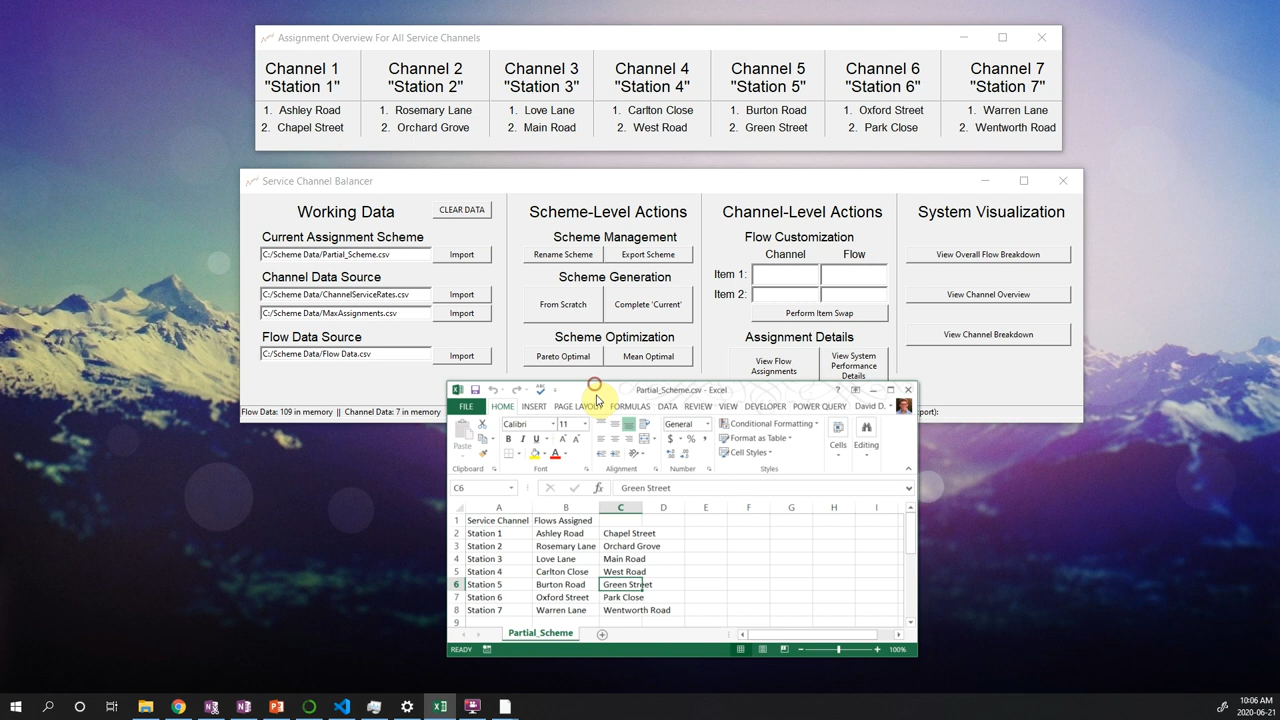 Assignment Overview For All Service Channels
Channel 1 Channel 2 Channel 3 Channel 4 Channel 5 Channel 6 Channel 7
"Station 1" "Station 2" "Station 3" "Station 4" "Station 5" "Station 6" "Station 7"
1. Ashley Road 1. Rosemary Lane 1. Love Lane 1. Carlton Close 1. Burton Road 1. Oxford Street 1. Warren Lane
2. Chapel Street 2. Orchard Grove 2. Main Road 2. West Road 2. Green Street 2. Park Close 2. Wentworth Road
Service Channel Balancer
Working Data CLEAR DATA Scheme-Level Actions Channel-Level Actions System Visualization
Current Assignment Scheme Scheme Management Flow Customization
C:/Scheme Data/Partial_Scheme.csv Import Rename Scheme Export Scheme Channel Flow View Overall Flow Breakdown
Channel Data Source Scheme Generation Item 1:
C:/Scheme Data/ChannelServiceRates.csv Import From Scratch Complete 'Current' Item 2: View Channel Overview
C:/Scheme Data/MaxAssignments.csv Import Perform Item Swap
Flow Data Source Scheme Optimization Assignment Details View Channel Breakdown
C:/Scheme Data/Flow Data.csv Import Pareto Optimal Mean Optimal View Flow Assignments View System Performance Details
Flow Data: 109 in memory || Channel Data: 7 in memory port):
Partial_Scheme.csv - Excel ?
FILE HOME INSERT PAGE LAYOU FORMULAS DATA REVIEW VIEW DEVELOPER POWER QUERY David D.
Paste Calibri 11 General Conditional Formatting Cells Editing
B I U A A $ % , Format as Table
A Cell Styles
Clipboard Font Alignment Number Styles
C6 fx Green Street
A B C D E F G H I
1 Service Channel Flows Assigned
2 Station 1 Ashley Road Chapel Street
3 Station 2 Rosemary Lane Orchard Grove
4 Station 3 Love Lane Main Road
5 Station 4 Carlton Close West Road
6 Station 5 Burton Road Green Street
7 Station 6 Oxford Street Park Close
8 Station 7 Warren Lane Wentworth Road
9
Partial_Scheme
READY 100%
10:06 AM
2020-06-21